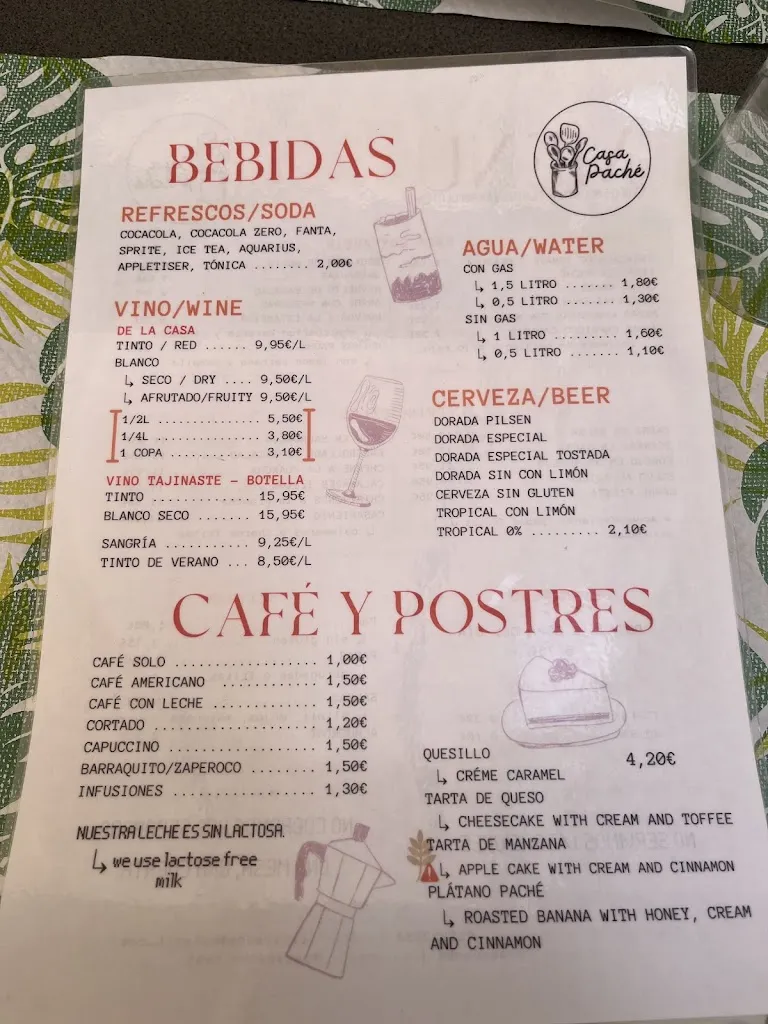 Casa
Paché
BEBIDAS
REFRESCOS/SODA
COCACOLA, COCACOLA ZERO, FANTA,
SPRITE, ICE TEA, AQUARIUS,
APPLETISER, TÓNICA ........ 2,00€
VINO/WINE
DE LA CASA
TINTO / RED ...... 9,95€/L
BLANCO
↳ SECO / DRY .... 9,50€/L
↳ AFRUTADO/FRUITY 9,50€/L
1/2L ............... 5,50€
1/4L ............... 3,80€
1 COPA ............. 3,10€
VINO TAJINASTE – BOTELLA
TINTO ............. 15,95€
BLANCO SECO ....... 15,95€
SANGRÍA ........... 9,25€/L
TINTO DE VERANO ... 8,50€/L
AGUA/WATER
CON GAS
↳ 1,5 LITRO ....... 1,80€
↳ 0,5 LITRO ....... 1,30€
SIN GAS
↳ 1 LITRO ......... 1,60€
↳ 0,5 LITRO ....... 1,10€
CERVEZA/BEER
DORADA PILSEN
DORADA ESPECIAL
DORADA ESPECIAL TOSTADA
DORADA SIN CON LIMÓN
CERVEZA SIN GLUTEN
TROPICAL CON LIMÓN
TROPICAL 0% ......... 2,10€
CAFÉ Y POSTRES
CAFÉ SOLO .................. 1,00€
CAFÉ AMERICANO ............ 1,50€
CAFÉ CON LECHE ............. 1,50€
CORTADO .................... 1,20€
CAPUCCINO .................. 1,50€
BARRAQUITO/ZAPEROCO ........ 1,50€
INFUSIONES ................. 1,30€
NUESTRA LECHE ES SIN LACTOSA.
↳ we use lactose free
milk
QUESILLO 4,20€
↳ CRÉME CARAMEL
TARTA DE QUESO
↳ CHEESECAKE WITH CREAM AND TOFFEE
TARTA DE MANZANA
↳ APPLE CAKE WITH CREAM AND CINNAMON
PLÁTANO PACHÉ
↳ ROASTED BANANA WITH HONEY, CREAM
AND CINNAMON